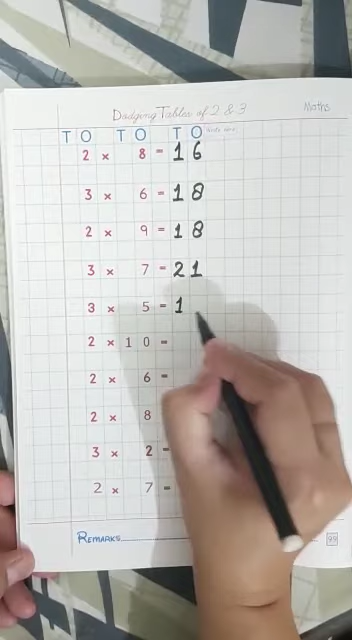 Dodging Tables of 2 & 3 Maths
T O T O T O
2 × 8 = 16
3 × 6 = 18
2 × 9 = 18
3 × 7 = 21
3 × 5 = 1
2 × 10 =
2 × 6 =
2 × 8
3 × 2 =
2 × 7 =
REMARKS 99